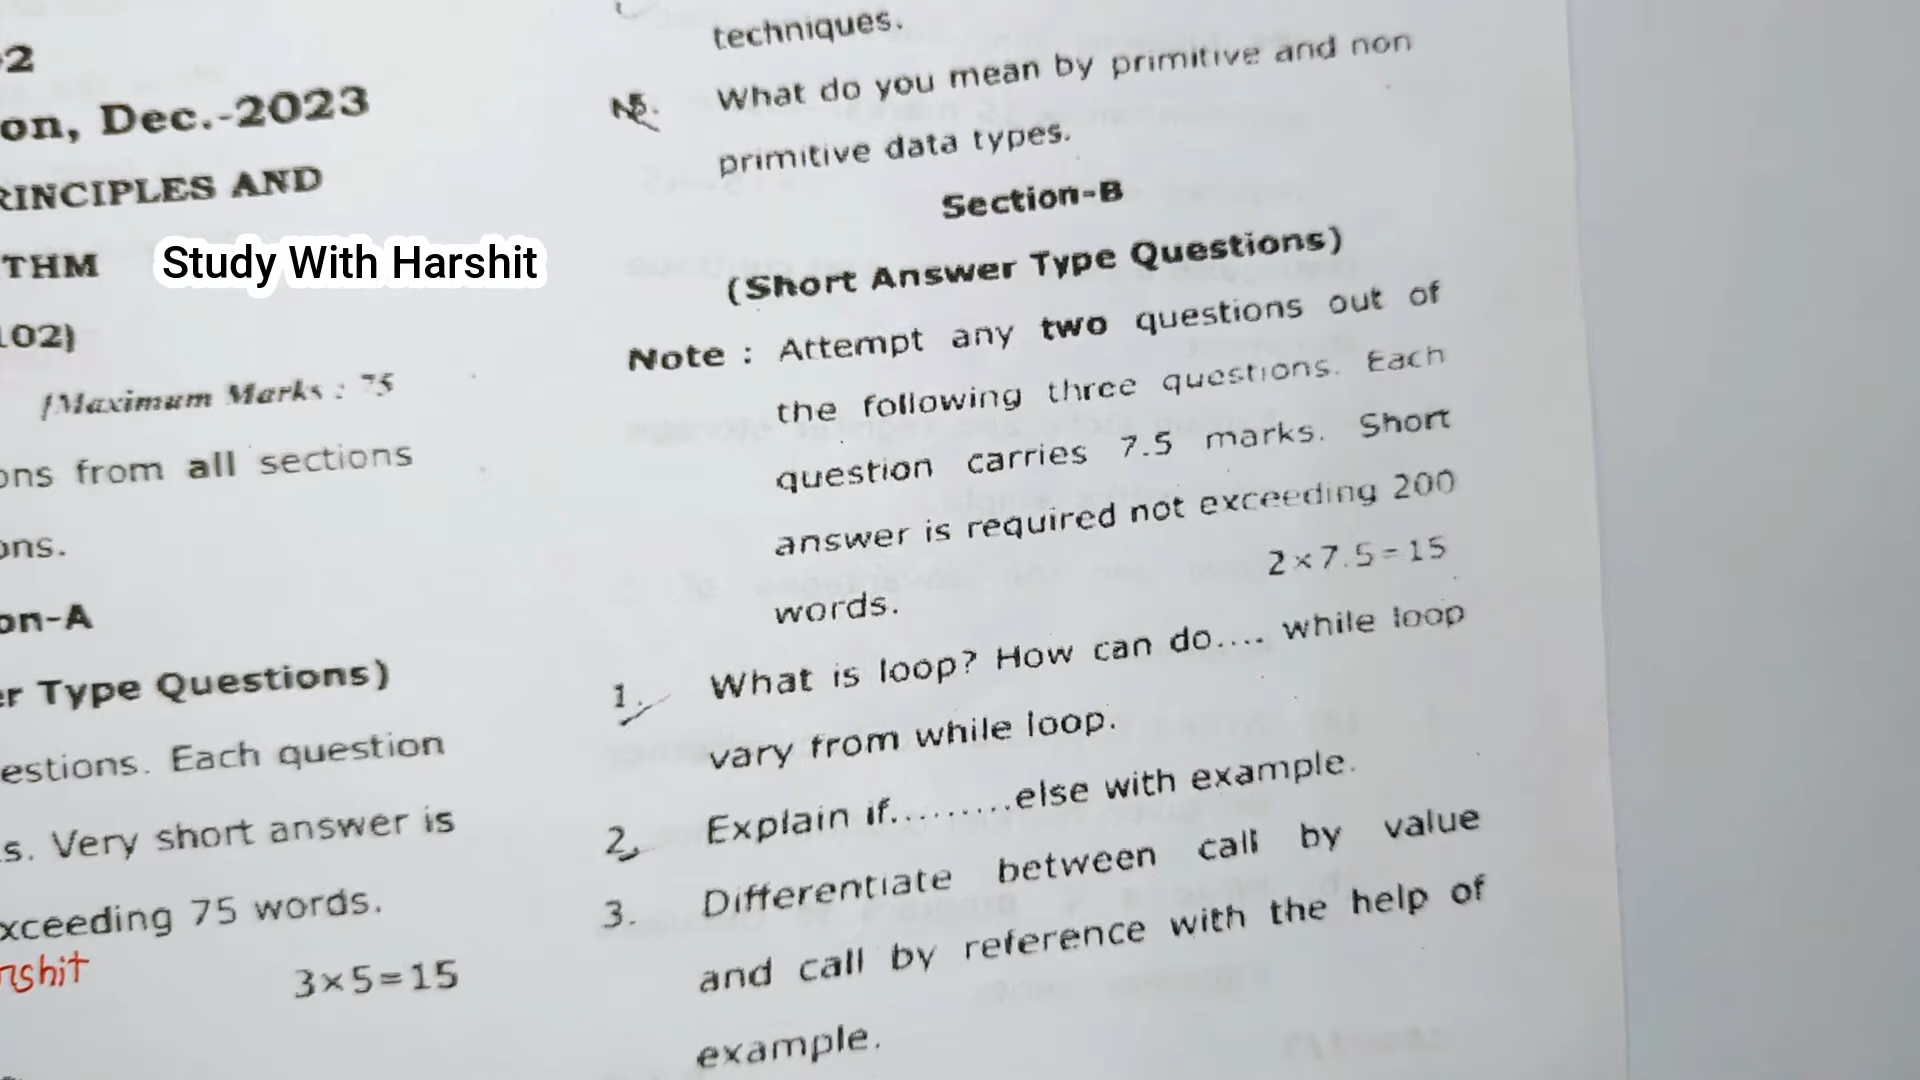 -2
on, Dec.-2023
RINCIPLES AND
THM
Study With Harshit
102)
[Maximum Marks : 75
ons from all sections
ons.
on-A
er Type Questions)
estions. Each question
s. Very short answer is
xceeding 75 words.
rshit
3×5=15
techniques.
5. What do you mean by primitive and non
primitive data types.
Section-B
(Short Answer Type Questions)
Note : Attempt any two questions out of
the following three questions. Each
question carries 7.5 marks. Short
answer is required not exceeding 200
words. 2×7.5=15
1. What is loop? How can do.... while loop
vary from while loop.
2. Explain if.........else with example.
3. Differentiate between call by value
and call by reference with the help of
example.